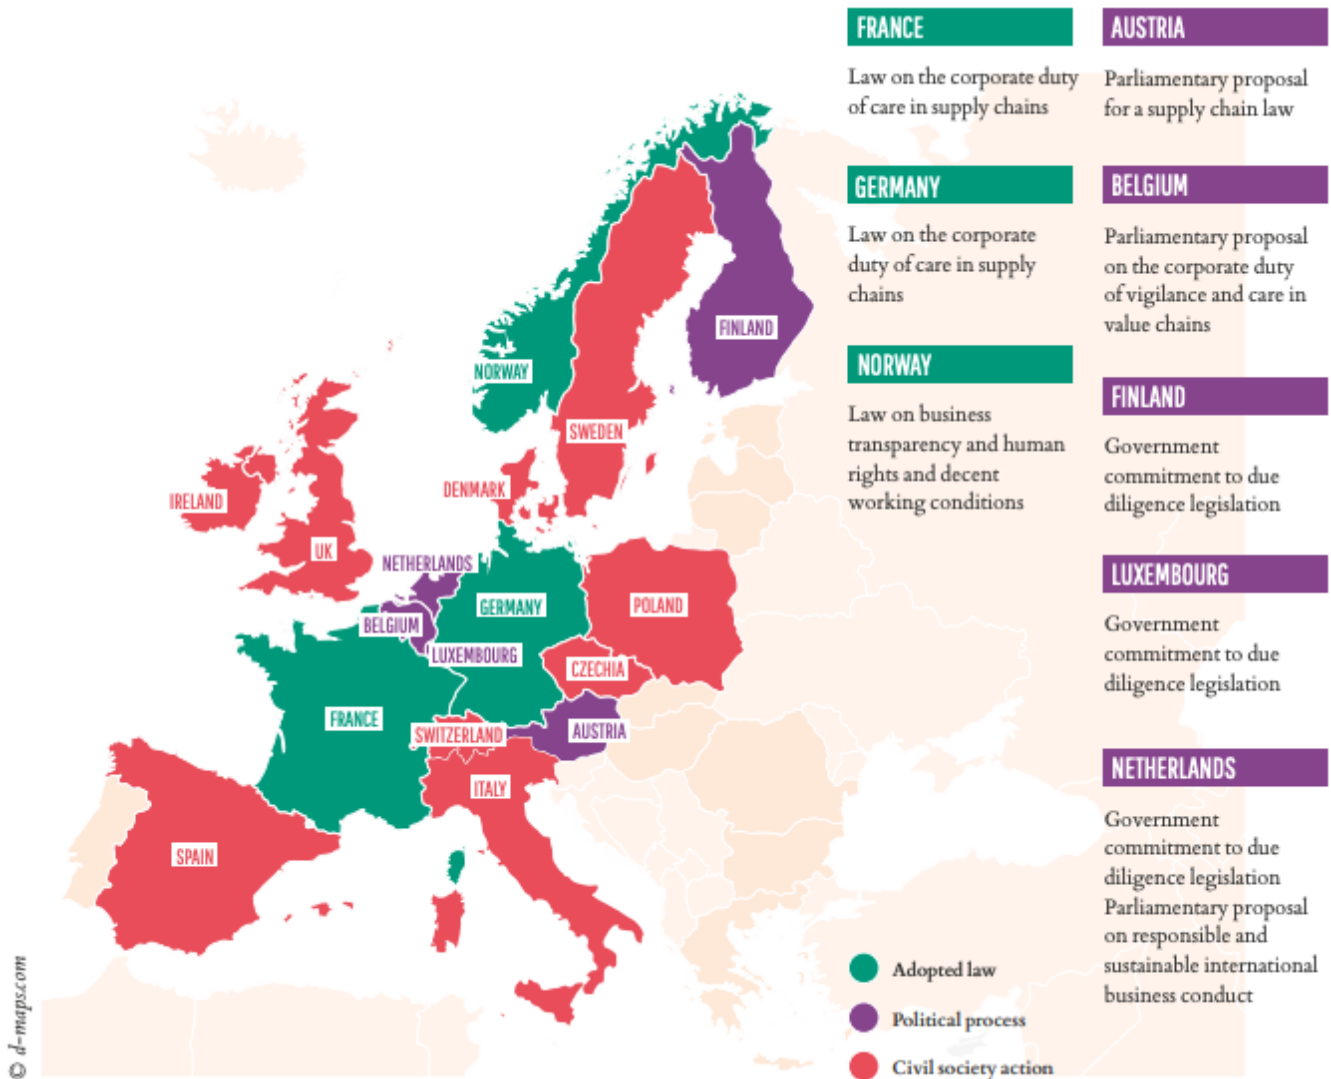 FRANCE
Law on the corporate duty
of care in supply chains
GERMANY
Law on the corporate
duty of care in supply
chains
NORWAY
Law on business
transparency and human
rights and decent
working conditions
AUSTRIA
Parliamentary proposal
for a supply chain law
BELGIUM
Parliamentary proposal
on the corporate duty
of vigilance and care in
value chains
FINLAND
Government
commitment to due
diligence legislation
LUXEMBOURG
Government
commitment to due
diligence legislation
NETHERLANDS
Government
commitment to due
diligence legislation
Parliamentary proposal
on responsible and
sustainable international
business conduct
FINLAND
NORWAY
SWEDEN
DENMARK
IRELAND
UK
NETHERLANDS
GERMANY
POLAND
BELGIUM
LUXEMBOURG
CZECHIA
FRANCE
SWITZERLAND
AUSTRIA
ITALY
SPAIN
Adopted law
Political process
Civil society action
© d-maps.com